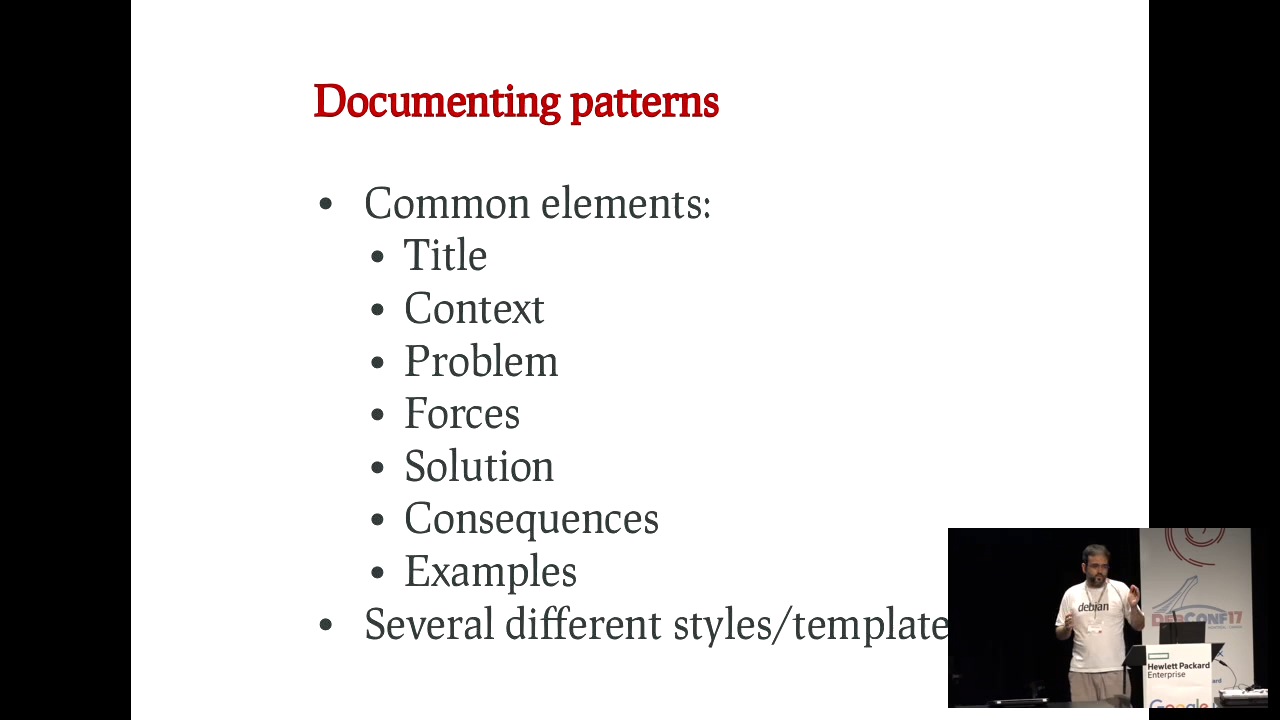 Documenting patterns
• Common elements:
• Title
• Context
• Problem
• Forces
• Solution
• Consequences
• Examples
• Several different styles/template
debian
DEBCONF17
Hewlett Packard
Enterprise
Google